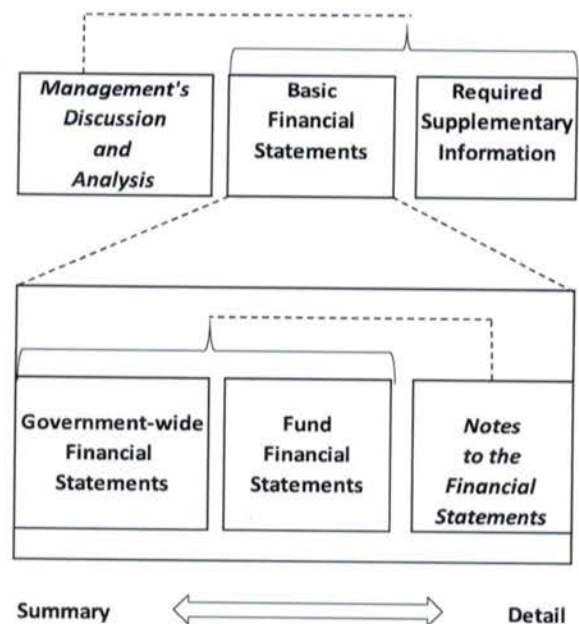 Management's
Discussion
and
Analysis
Basic
Financial
Statements
Required
Supplementary
Information
Government-wide
Financial
Statements
Fund
Financial
Statements
Notes
to the
Financial
Statements
Summary
Detail